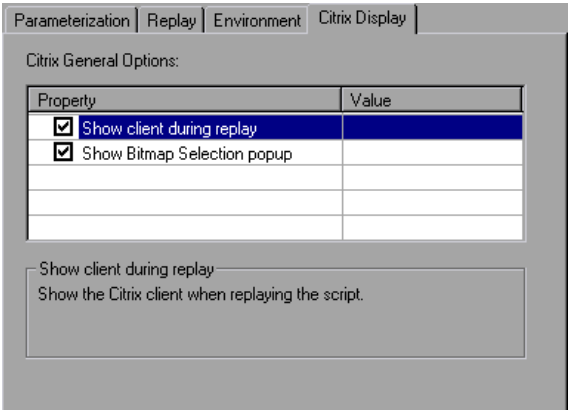 Parameterization Replay Environment Citrix Display
Citrix General Options:
Property Value
Show client during replay
Show Bitmap Selection popup
Show client during replay
Show the Citrix client when replaying the script.